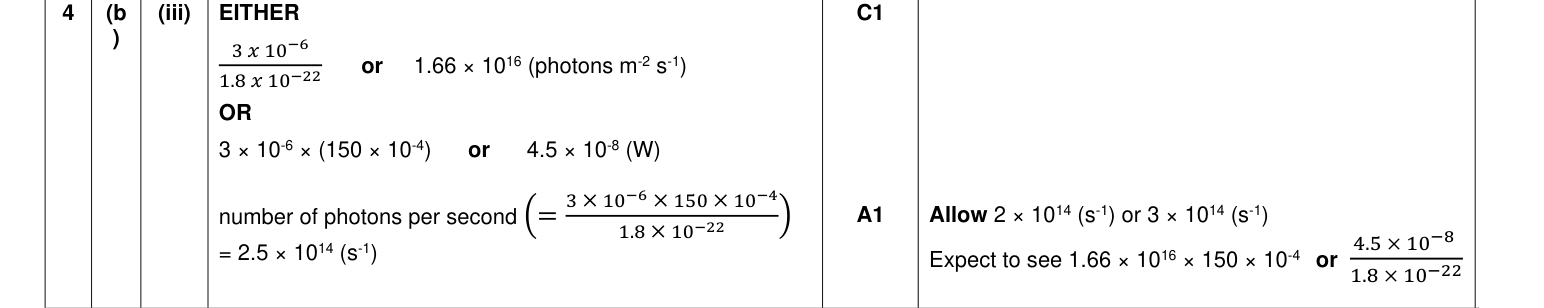 4 (b) (iii) EITHER C1
3 x 10⁻⁶ / 1.8 x 10⁻²² or 1.66 × 10¹⁶ (photons m⁻² s⁻¹)
OR
3 × 10⁻⁶ × (150 × 10⁻⁴) or 4.5 × 10⁻⁸ (W)
number of photons per second (= 3 × 10⁻⁶ × 150 × 10⁻⁴ / 1.8 × 10⁻²²) A1 Allow 2 × 10¹⁴ (s⁻¹) or 3 × 10¹⁴ (s⁻¹)
= 2.5 × 10¹⁴ (s⁻¹) Expect to see 1.66 × 10¹⁶ × 150 × 10⁻⁴ or 4.5 × 10⁻⁸ / 1.8 × 10⁻²²